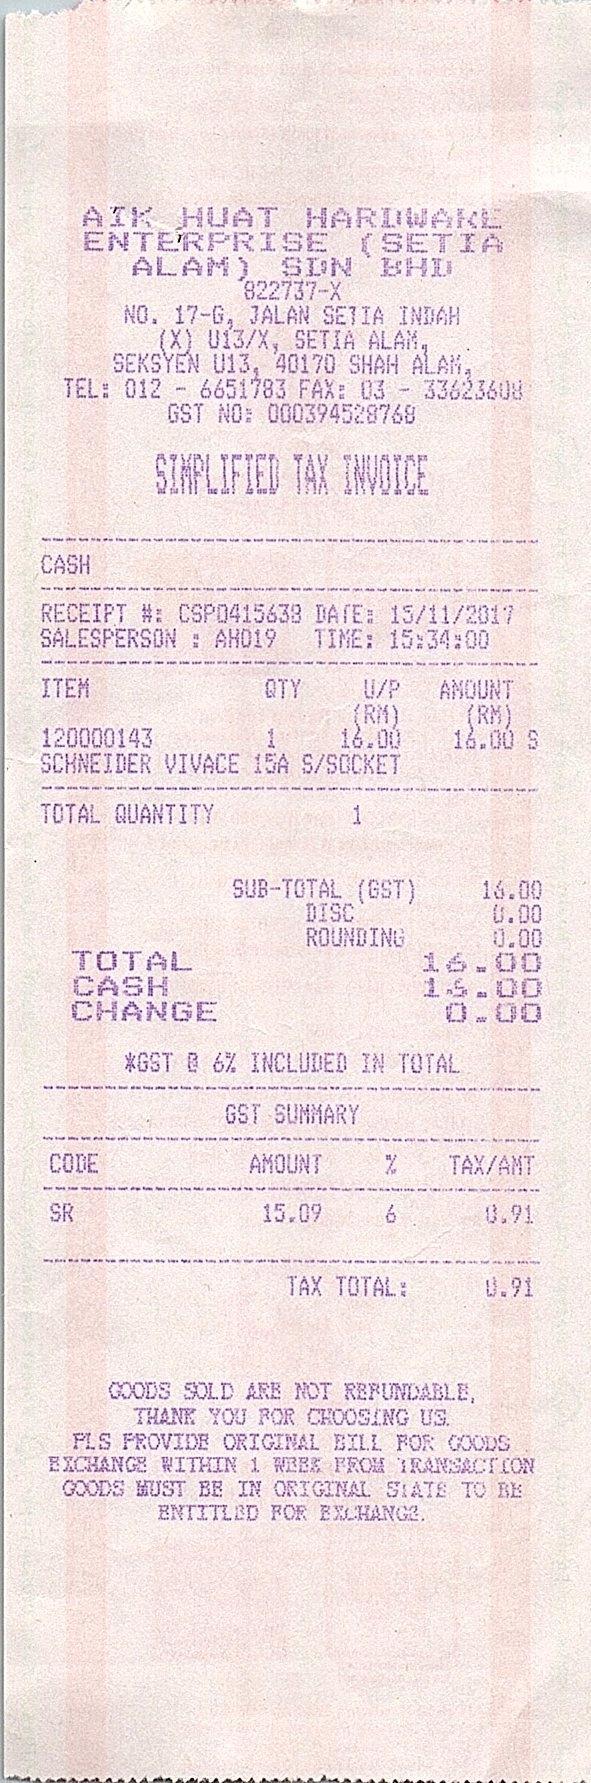 AIK HUAT HARDWARE
ENTERPRISE (SETIA
ALAM) SDN BHD
822737-X
NO. 17-G, JALAN SETIA INDAH
(X) U13/X, SETIA ALAM,
SEKSYEN U13, 40170 SHAH ALAM,
TEL: 012 - 6651783 FAX: 03 - 33623608
GST NO: 000394528768
SIMPLIFIED TAX INVOICE
CASH
RECEIPT #: CSP0415638 DATE: 15/11/2017
SALESPERSON : AH019 TIME: 15:34:00
ITEM QTY U/P AMOUNT
(RM) (RM)
120000143 1 16.00 16.00 S
SCHNEIDER VIVACE 15A S/SOCKET
TOTAL QUANTITY 1
SUB-TOTAL (GST) 16.00
DISC 0.00
ROUNDING 0.00
TOTAL 16.00
CASH 16.00
CHANGE 0.00
*GST @ 6% INCLUDED IN TOTAL
GST SUMMARY
CODE AMOUNT % TAX/AMT
SR 15.09 6 0.91
TAX TOTAL: 0.91
GOODS SOLD ARE NOT REFUNDABLE,
THANK YOU FOR CHOOSING US.
PLS PROVIDE ORIGINAL BILL FOR GOODS
EXCHANGE WITHIN 1 WEEK FROM TRANSACTION
GOODS MUST BE IN ORIGINAL STATE TO BE
ENTITLED FOR EXCHANGE.